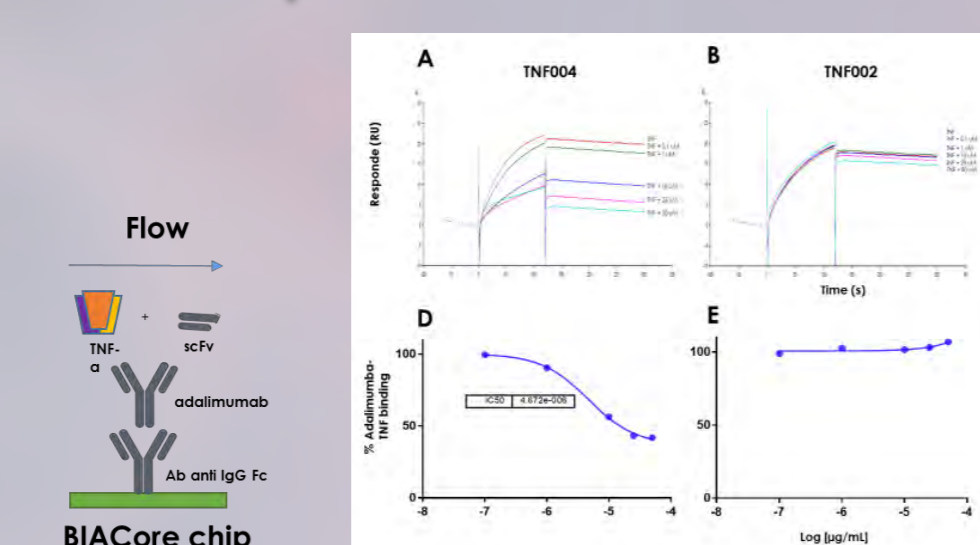 Flow
+
TNF-
a
scFv
adalimumab
Ab anti IgG Fc
BIACore chip
A
TNF004
Responde (RU)
B
TNF002
Time (s)
D
% Adalimumba-
TNF binding
100
50
0
IC50 4.672e-006
-8 -7 -6 -5 -4
E
100
50
0
-8 -7 -6 -5 -4
Log [µg/mL]